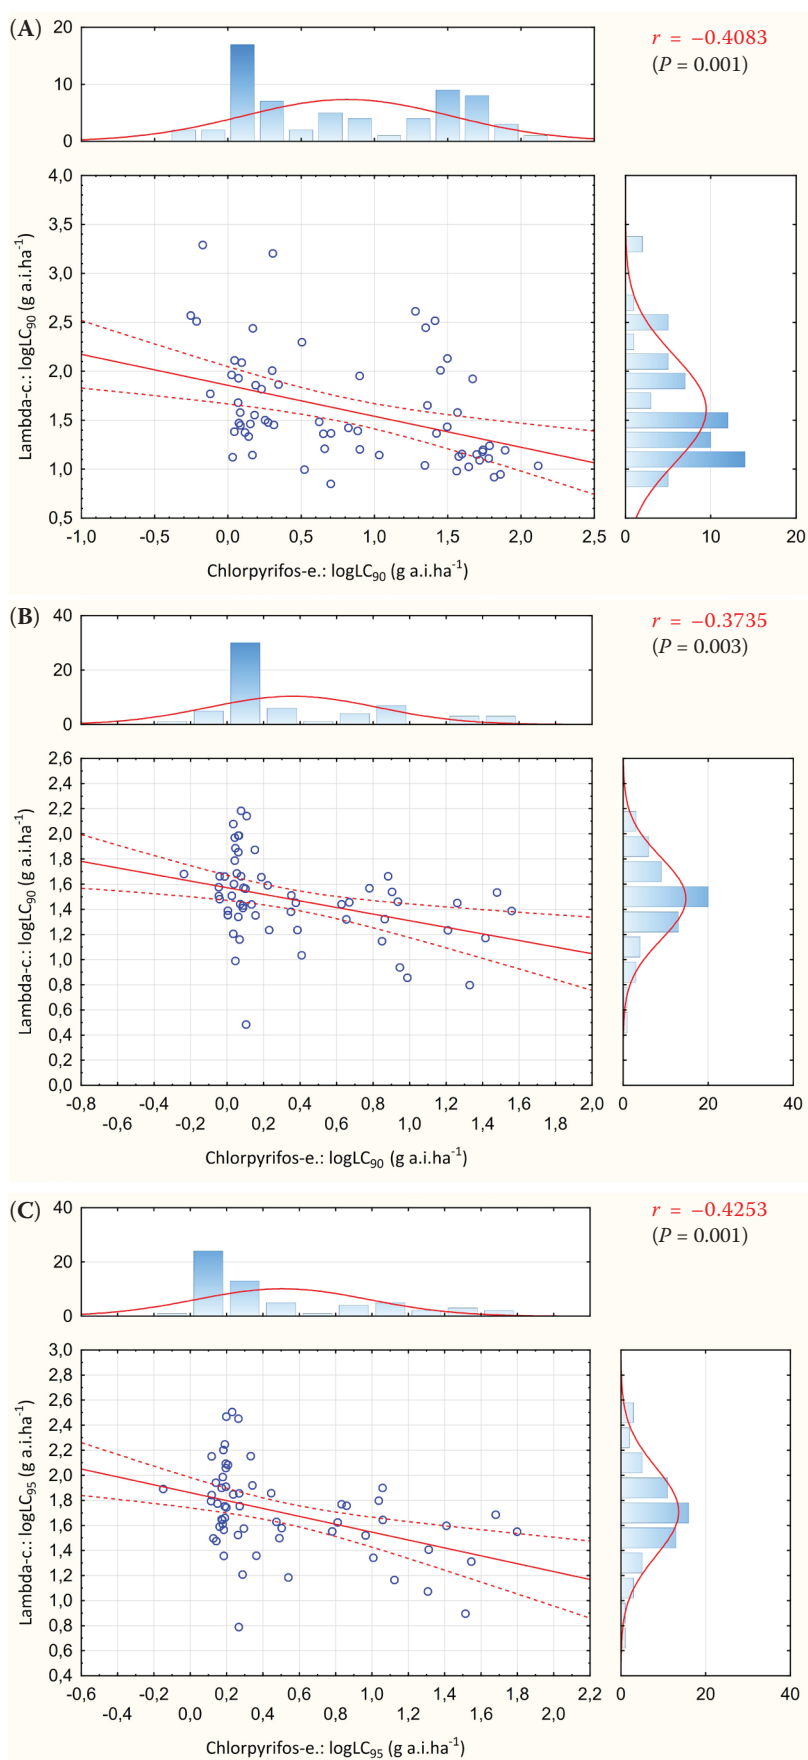 (A)
r = −0.4083
(P = 0.001)
20
10
0
4,0
3,5
3,0
2,5
2,0
1,5
1,0
0,5
Lambda-c.: logLC90 (g a.i.ha-1)
-1,0 -0,5 0,0 0,5 1,0 1,5 2,0 2,5
0 10 20
Chlorpyrifos-e.: logLC90 (g a.i.ha-1)
(B)
r = −0.3735
(P = 0.003)
40
20
0
2,6
2,4
2,2
2,0
1,8
1,6
1,4
1,2
1,0
0,8
0,6
0,4
0,2
0,0
Lambda-c.: logLC90 (g a.i.ha-1)
-0,8 -0,4 0,0 0,4 0,8 1,2 1,6 2,0
0 20 40
-0,6 -0,2 0,2 0,6 1,0 1,4 1,8
Chlorpyrifos-e.: logLC90 (g a.i.ha-1)
(C)
r = −0.4253
(P = 0.001)
40
20
0
3,0
2,8
2,6
2,4
2,2
2,0
1,8
1,6
1,4
1,2
1,0
0,8
0,6
0,4
Lambda-c.: logLC95 (g a.i.ha-1)
-0,6 -0,2 0,2 0,6 1,0 1,4 1,8 2,2
0 20 40
-0,4 0,0 0,4 0,8 1,2 1,6 2,0
Chlorpyrifos-e.: logLC95 (g a.i.ha-1)